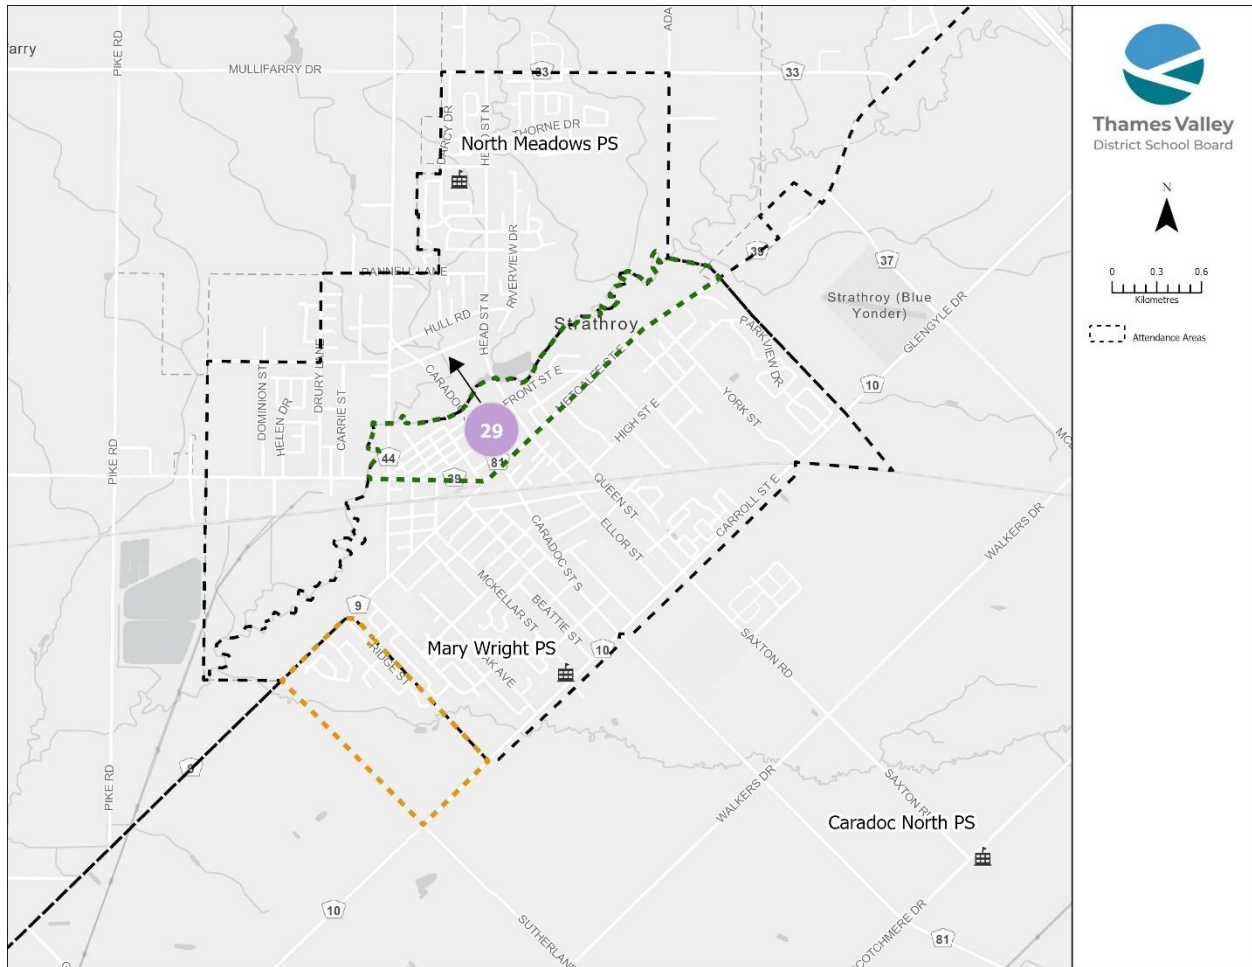 arry
PIKE RD
MULLIFARRY DR
33
ADA
33
DARCY DR
HEAD ST N
THORNE DR
North Meadows PS
RIVERVIEW DR
39
37
PANNELL LANE
Strathroy (Blue
Yonder)
GLENGYLE DR
HULL RD
HEAD ST N
Strathroy
PARKVIEW DR
DRURY LANE
DOMINION ST
HELEN DR
CARRIE ST
CARADOC
FRONT ST E
METCALFE ST E
10
YORK ST
HIGH ST E
29
PIKE RD
44
39
81
QUEEN ST
ELLOR ST
CARROLL ST E
WALKERS DR
CARADOC ST S
MCKELLAR ST
BEATTIE ST
9
Mary Wright PS
10
SAXTON RD
RIDGE ST
OAK AVE
9
PIKE RD
WALKERS DR
SAXTON RD
Caradoc North PS
10
SUTHERLAND
SCOTCHMERE DR
81
Thames Valley
District School Board
N
0 0.3 0.6
Kilometres
Attendance Areas